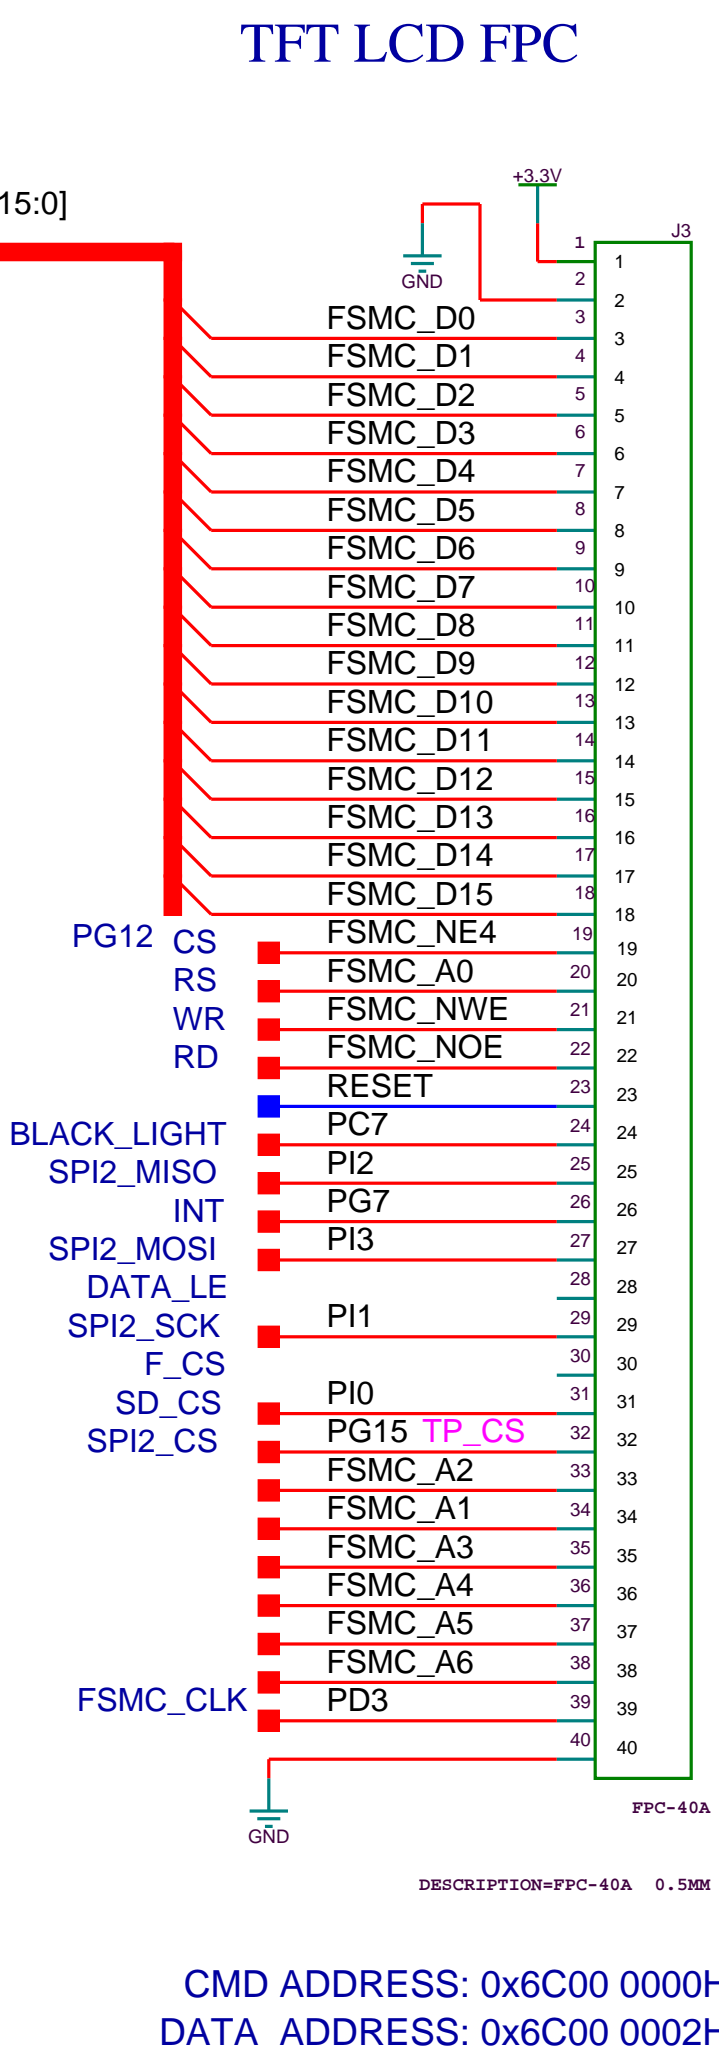 TFT LCD FPC
+3.3V
15:0]
J3
1 1
GND
2 2
FSMC_D0 3 3
FSMC_D1 4 4
FSMC_D2 5 5
FSMC_D3 6 6
FSMC_D4 7 7
FSMC_D5 8 8
FSMC_D6 9 9
FSMC_D7 10 10
FSMC_D8 11 11
FSMC_D9 12 12
FSMC_D10 13 13
FSMC_D11 14 14
FSMC_D12 15 15
FSMC_D13 16 16
FSMC_D14 17 17
FSMC_D15 18 18
PG12 CS FSMC_NE4 19 19
RS FSMC_A0 20 20
WR FSMC_NWE 21 21
RD FSMC_NOE 22 22
RESET 23 23
BLACK_LIGHT PC7 24 24
SPI2_MISO PI2 25 25
INT PG7 26 26
SPI2_MOSI PI3 27 27
DATA_LE 28 28
SPI2_SCK PI1 29 29
F_CS 30 30
SD_CS PI0 31 31
SPI2_CS PG15 TP_CS 32 32
FSMC_A2 33 33
FSMC_A1 34 34
FSMC_A3 35 35
FSMC_A4 36 36
FSMC_A5 37 37
FSMC_A6 38 38
FSMC_CLK PD3 39 39
40 40
GND
FPC-40A
DESCRIPTION=FPC-40A 0.5MM
CMD ADDRESS: 0x6C00 0000H
DATA ADDRESS: 0x6C00 0002H